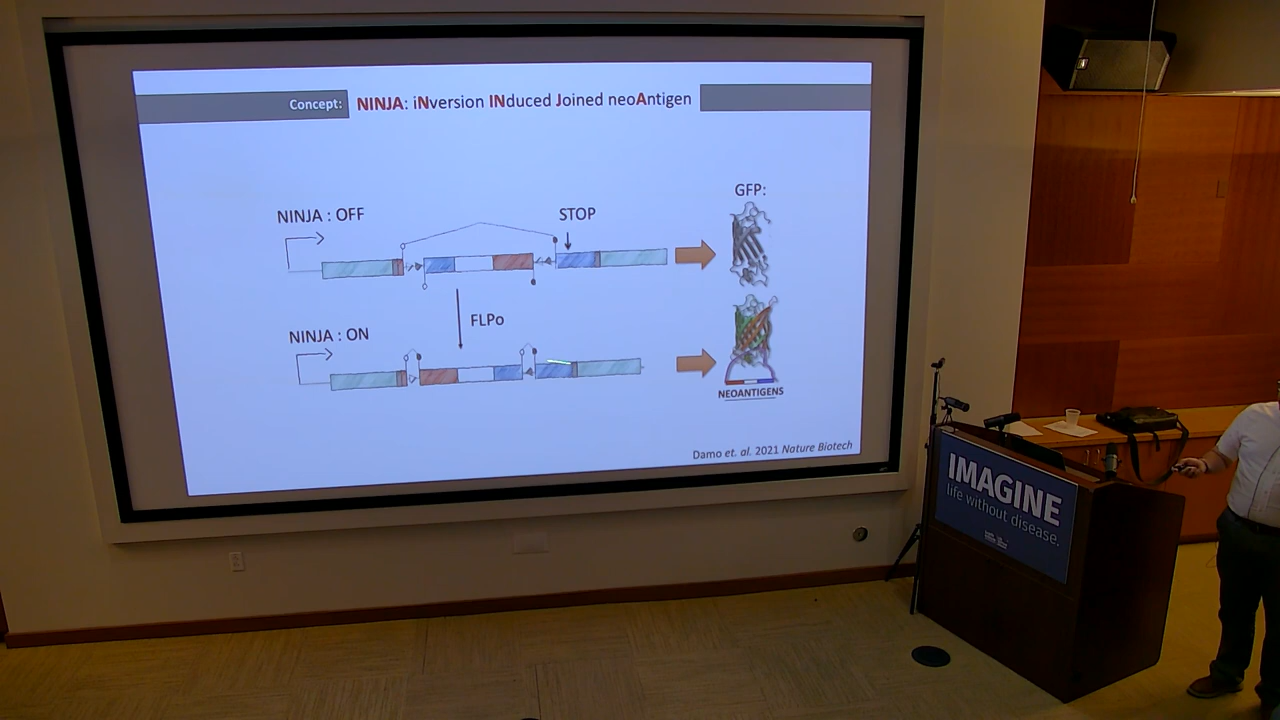 Concept: NINJA: iNversion INduced Joined neoAntigen
GFP:
NINJA : OFF
STOP
FLPo
NINJA : ON
NEOANTIGENS
Damo et. al. 2021 Nature Biotech
IMAGINE
life without disease.